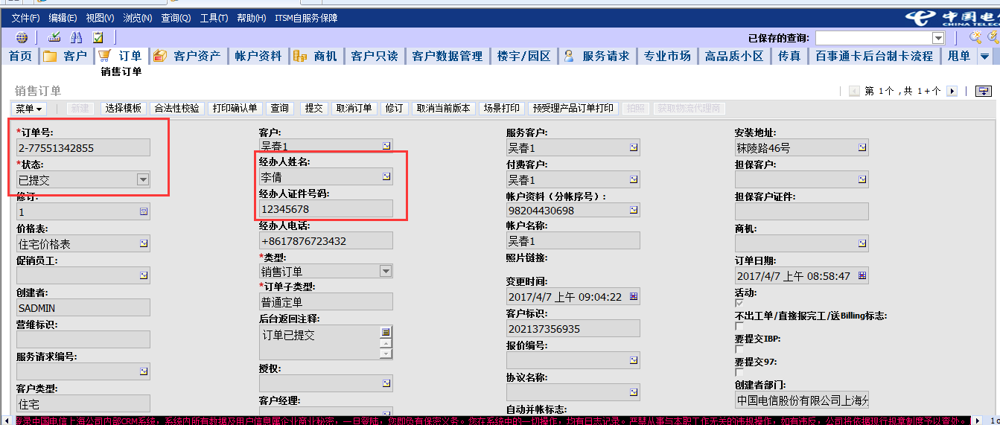 文件(F) 编辑(E) 视图(V) 浏览(N) 查询(Q) 工具(T) 帮助(H) ITSM自服务保障
中国电信
CHINA TELECOM
已保存的查询:
首页 客户 订单 客户资产 帐户资料 商机 客户只读 客户数据管理 楼宇/园区 服务请求 专业市场 高品质小区 传真 百事通卡后台制卡流程 甩单
销售订单
销售订单 第 1个 ,共 1+个
菜单 新建 选择模板 合法性校验 打印确认单 查询 提交 取消订单 修订 取消当前版本 场景打印 预受理产品订单打印 拍照 获取物流代理商
*订单号: 客户: 服务客户: 安装地址:
2-77551342855 吴春1 吴春1 秣陵路46号
*状态: 经办人姓名: 付费客户: 担保客户:
已提交 李倩 吴春1
修订: 经办人证件号码: 帐户资料（分帐序号）: 担保客户证件:
1 12345678 98204430698
价格表: 经办人电话: 帐户名称: 商机:
住宅价格表 +8617876723432 吴春1
促销员工: *类型: 照片链接: 订单日期:
销售订单 2017/4/7 上午 08:58:47
创建者: *订单子类型: 变更时间: 活动:
SADMIN 普通定单 2017/4/7 上午 09:04:22
营维标识: 后台返回注释: 客户标识: 不出工单/直接报完工/送Billing标志:
订单已提交 202137356935
服务请求编号: 报价编号: 要提交IBP:
授权: 协议名称: 要提交97:
客户类型: 客户经理: 创建者部门:
住宅 自动并帐标志: 中国电信股份有限公司上海分
登录中国电信上海公司内部CRM系统，系统内所有数据及用户信息属企业商业秘密，一旦登陆，您即负有保密义务。您在系统中的一切操作，均有日志记录。严禁从事与本职工作无关的违规操作，如有违反，公司将依据现行规章制度予以查处。